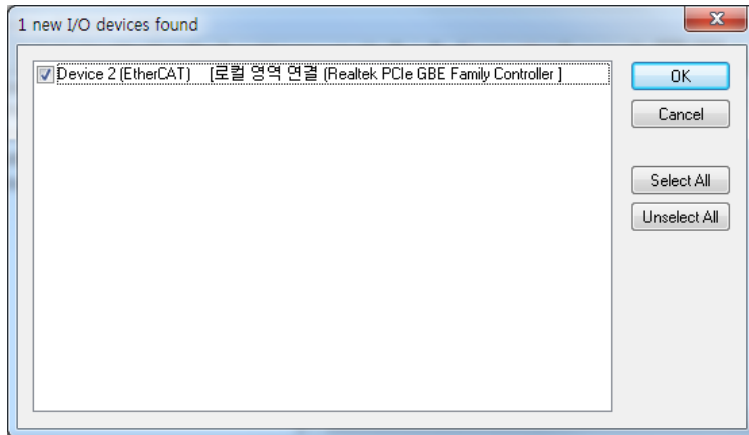 1 new I/O devices found
Device 2 (EtherCAT) [로컬 영역 연결 (Realtek PCIe GBE Family Controller ]
OK
Cancel
Select All
Unselect All